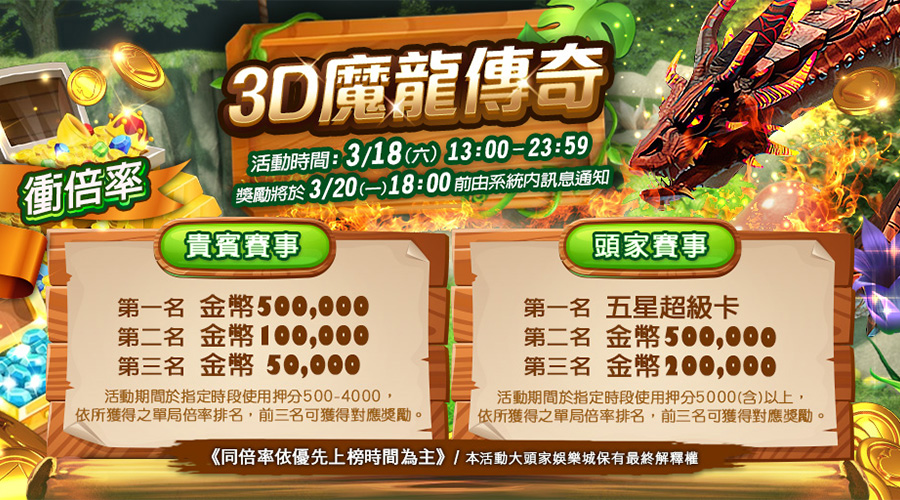 3D魔龍傳奇
活動時間：3/18(六) 13:00-23:59
獎勵將於3/20(一)18:00前由系統內訊息通知
衝倍率
貴賓賽事
第一名 金幣500,000
第二名 金幣100,000
第三名 金幣 50,000
活動期間於指定時段使用押分500-4000，
依所獲得之單局倍率排名，前三名可獲得對應獎勵。
頭家賽事
第一名 五星超級卡
第二名 金幣500,000
第三名 金幣200,000
活動期間於指定時段使用押分5000(含)以上，
依所獲得之單局倍率排名，前三名可獲得對應獎勵。
《同倍率依優先上榜時間為主》/ 本活動大頭家娛樂城保有最終解釋權